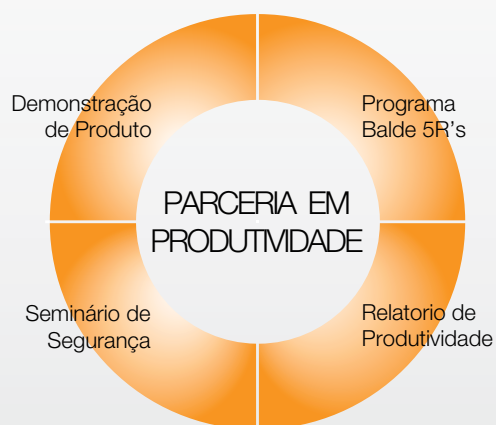 Demonstração
de Produto
Programa
Balde 5R's
PARCERIA EM
PRODUTIVIDADE
Seminário de
Segurança
Relatorio de
Produtividade